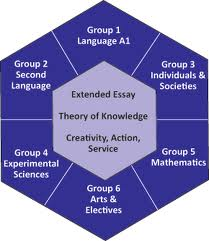 Group 1
Language A1
Group 2
Second
Language
Group 3
Individuals &
Societies
Extended Essay
Theory of Knowledge
Creativity, Action,
Service
Group 4
Experimental
Sciences
Group 5
Mathematics
Group 6
Arts &
Electives